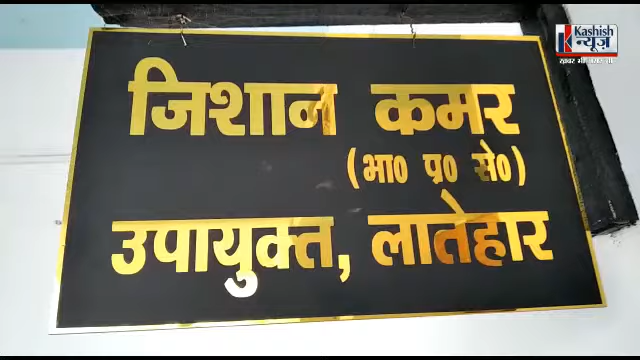 Kashish
न्यूज़
जिशान कमर
(भा० प्र० से०)
उपायुक्त, लातेहार